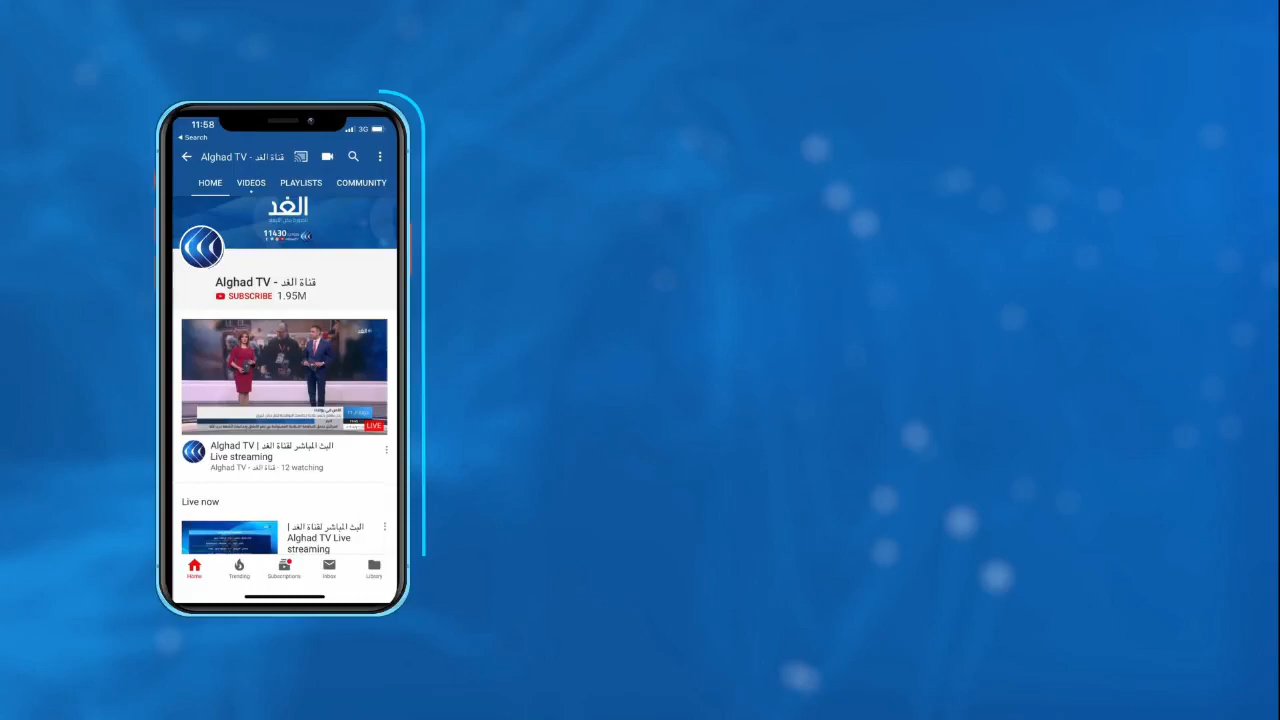 11:58
3G
Search
Alghad TV - قناة الغد
HOME VIDEOS PLAYLISTS COMMUNITY
الغد
11430
Alghad TV - قناة الغد
SUBSCRIBE 1.95M
الغد
LIVE
Alghad TV | البث المباشر لقناة الغد
Live streaming
Alghad TV - قناة الغد · 12 watching
Live now
البث المباشر لقناة الغد |
Alghad TV Live
streaming
Home Trending Subscriptions Inbox Library